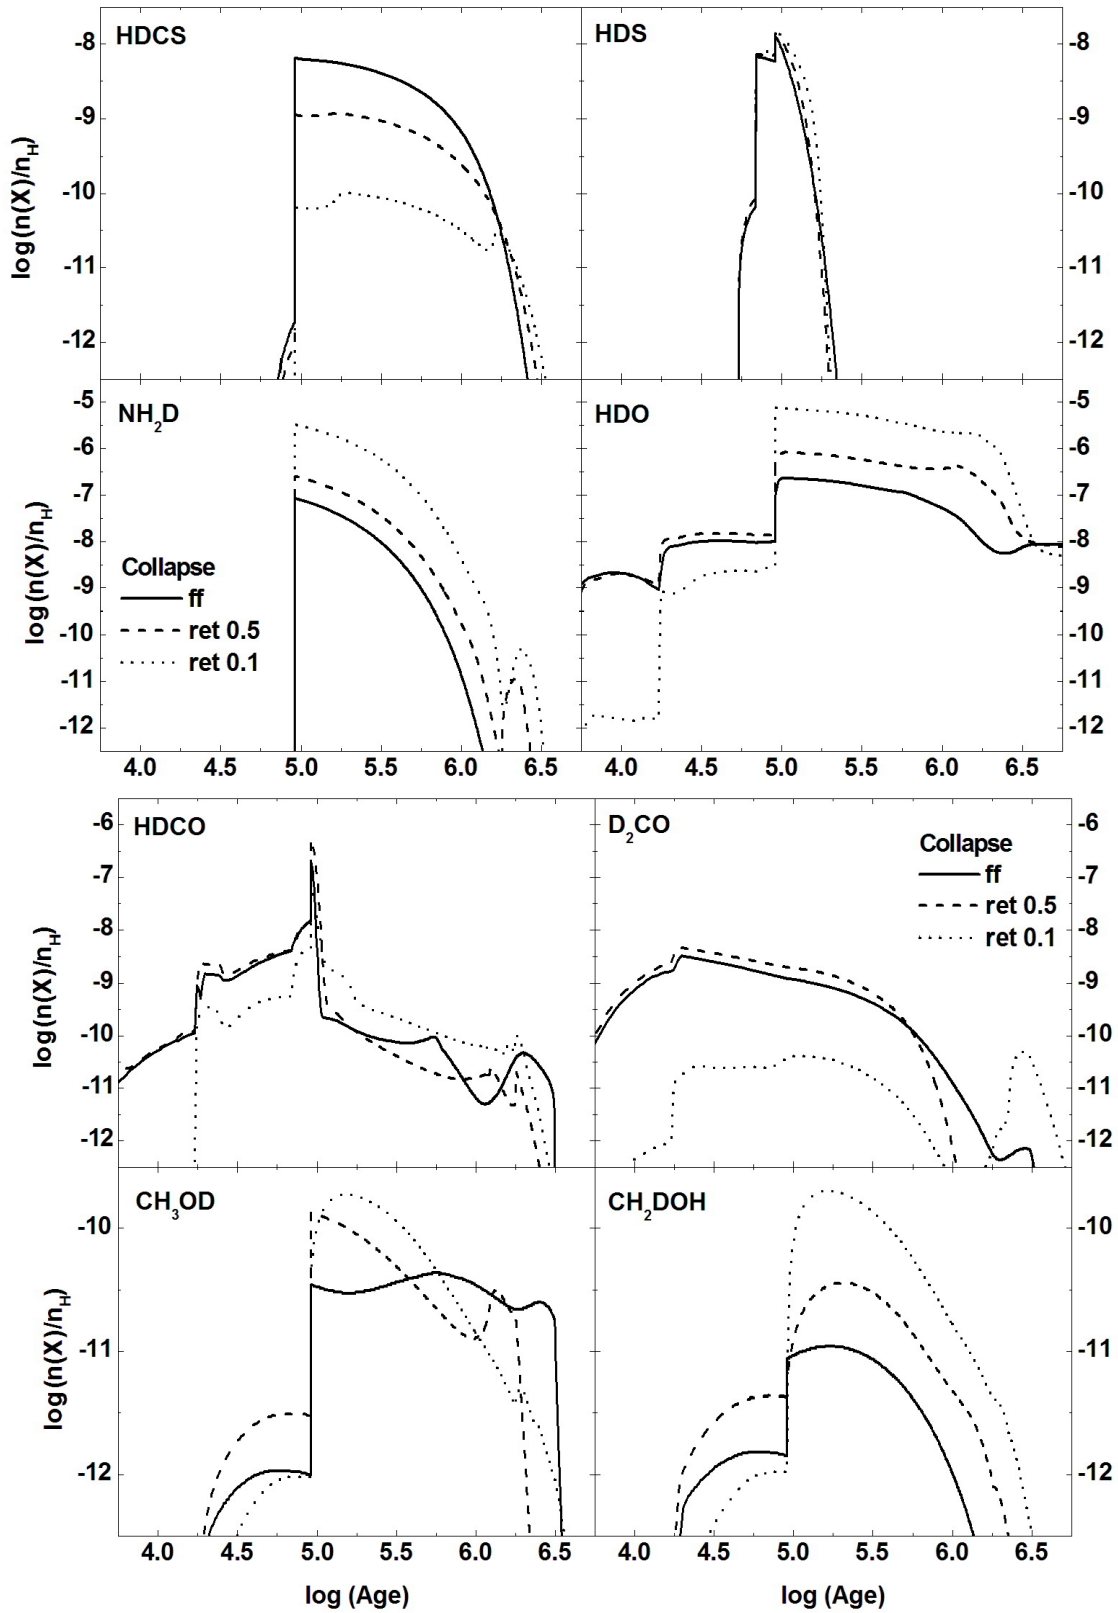 HDCS
HDS
-8
-9
-10
-11
-12
-8
-9
-10
-11
-12
log(n(X)/n_H)
NH₂D
HDO
-5
-6
-7
-8
-9
-10
-11
-12
-5
-6
-7
-8
-9
-10
-11
-12
log(n(X)/n_H)
Collapse
ff
ret 0.5
ret 0.1
4.0 4.5 5.0 5.5 6.0 6.5
4.0 4.5 5.0 5.5 6.0 6.5
HDCO
D₂CO
-6
-7
-8
-9
-10
-11
-12
-6
-7
-8
-9
-10
-11
-12
log(n(X)/n_H)
Collapse
ff
ret 0.5
ret 0.1
CH₃OD
CH₂DOH
-10
-11
-12
-10
-11
-12
log(n(X)/n_H)
4.0 4.5 5.0 5.5 6.0 6.5
4.0 4.5 5.0 5.5 6.0 6.5
log (Age)
log (Age)